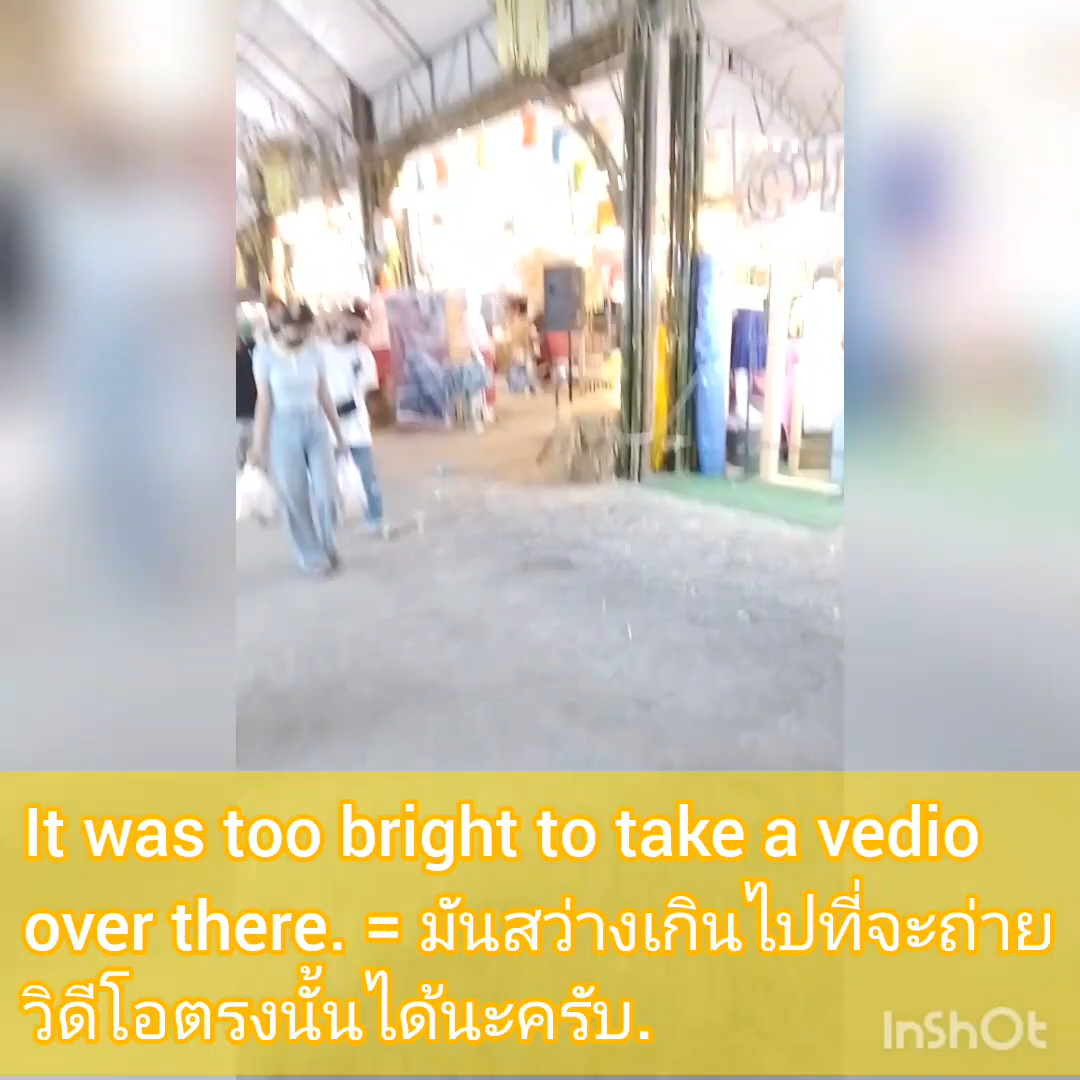 It was too bright to take a vedio
over there. = มันสว่างเกินไปที่จะถ่าย
วิดีโอตรงนั้นได้นะครับ.
InShOt